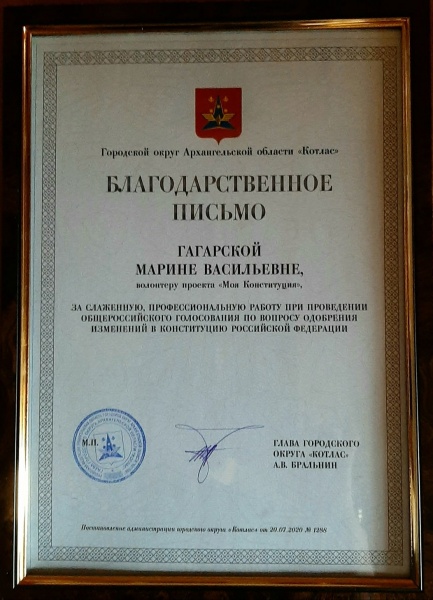 Городской округ Архангельской области «Котлас»
БЛАГОДАРСТВЕННОЕ
ПИСЬМО
ГАГАРСКОЙ
МАРИНЕ ВАСИЛЬЕВНЕ,
волонтеру проекта «Моя Конституция»,
ЗА СЛАЖЕННУЮ, ПРОФЕССИОНАЛЬНУЮ РАБОТУ ПРИ ПРОВЕДЕНИИ
ОБЩЕРОССИЙСКОГО ГОЛОСОВАНИЯ ПО ВОПРОСУ ОДОБРЕНИЯ
ИЗМЕНЕНИЙ В КОНСТИТУЦИЮ РОССИЙСКОЙ ФЕДЕРАЦИИ
М.П.
ГЛАВА ГОРОДСКОГО
ОКРУГА «КОТЛАС»
А.В. БРАЛЬНИН
Постановление администрации городского округа «Котлас» от 20.07.2020 № 1288